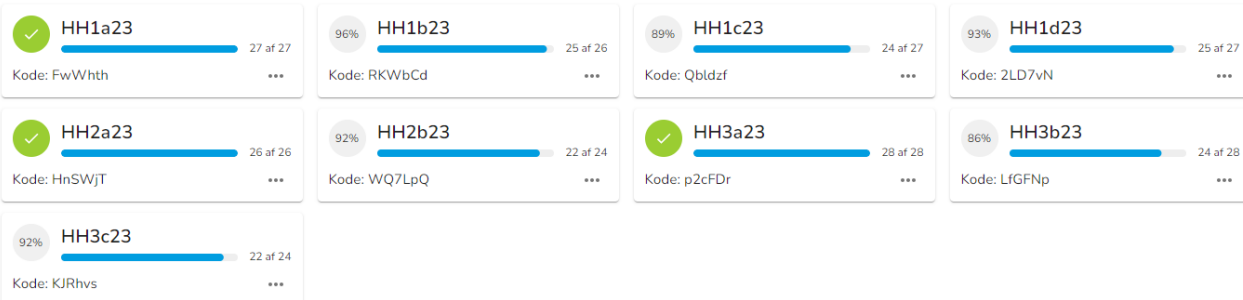 HH1a23
27 af 27
Kode: FwWhth
96%
HH1b23
25 af 26
Kode: RKWbCd
89%
HH1c23
24 af 27
Kode: Qbldzf
93%
HH1d23
25 af 27
Kode: 2LD7vN
HH2a23
26 af 26
Kode: HnSWjT
92%
HH2b23
22 af 24
Kode: WQ7LpQ
HH3a23
28 af 28
Kode: p2cFDr
86%
HH3b23
24 af 28
Kode: LfGFNp
92%
HH3c23
22 af 24
Kode: KJRhvs